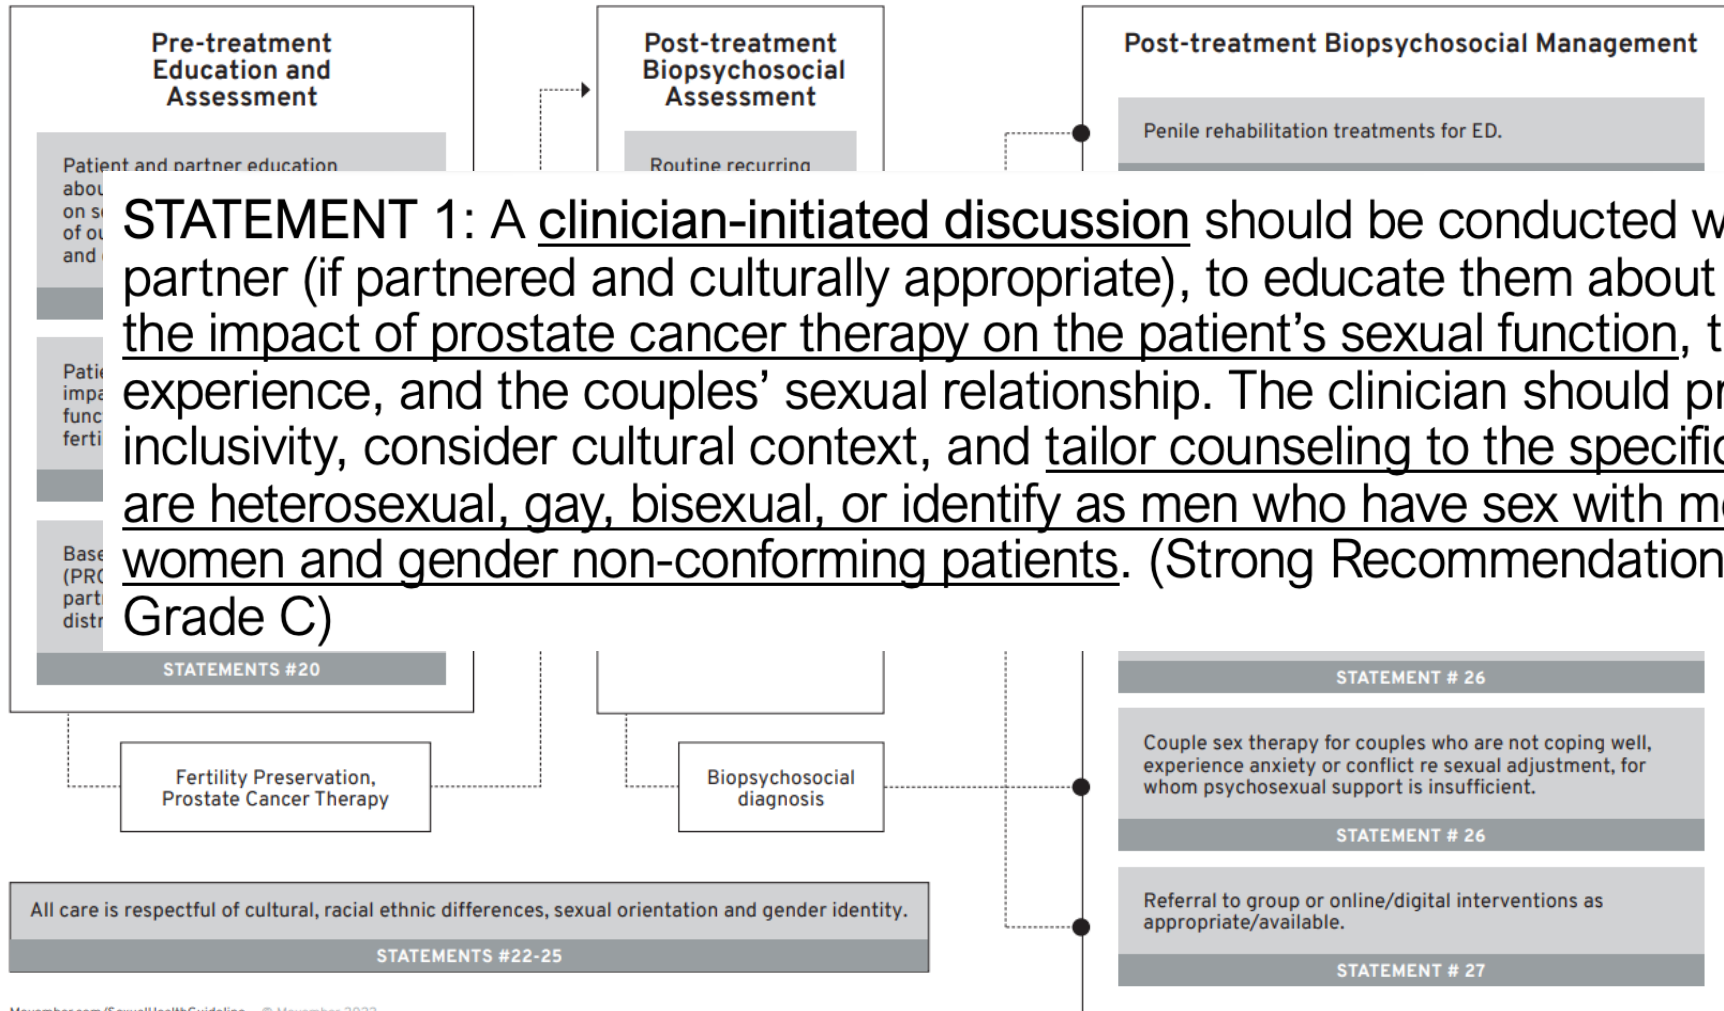 Pre-treatment
Education and
Assessment
Patient and partner education
on
of
and
STATEMENTS #20
Fertility Preservation,
Prostate Cancer Therapy
Post-treatment
Biopsychosocial
Assessment
Routine recurring
Biopsychosocial
diagnosis
Post-treatment Biopsychosocial Management
Penile rehabilitation treatments for ED.
STATEMENT 1: A clinician-initiated discussion should be conducted
partner (if partnered and culturally appropriate), to educate them about
the impact of prostate cancer therapy on the patient’s sexual function,
experience, and the couples’ sexual relationship. The clinician should
inclusivity, consider cultural context, and tailor counseling to the
are heterosexual, gay, bisexual, or identify as men who have sex with
women and gender non-conforming patients. (Strong Recommendation
Grade C)
STATEMENT # 26
Couple sex therapy for couples who are not coping well,
experience anxiety or conflict re sexual adjustment, for
whom psychosexual support is insufficient.
STATEMENT # 26
Referral to group or online/digital interventions as
appropriate/available.
STATEMENT # 27
All care is respectful of cultural, racial ethnic differences, sexual orientation and gender identity.
STATEMENTS #22-25